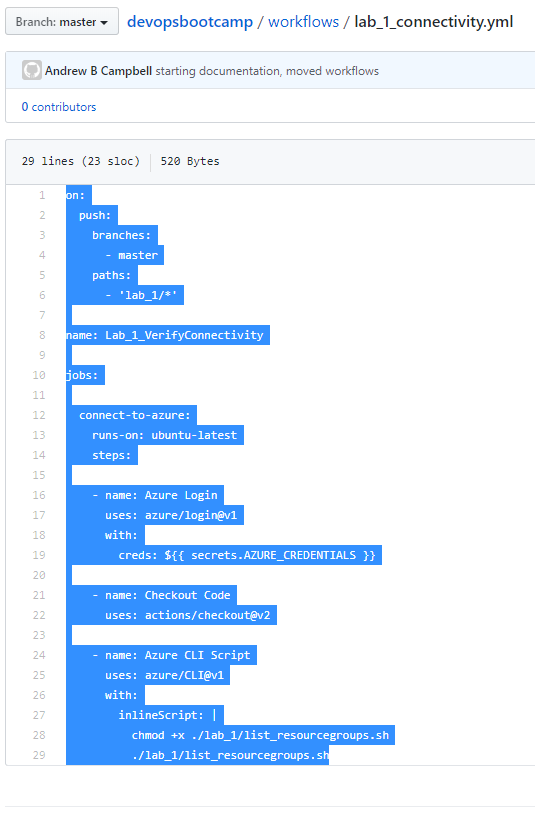 Branch: master devopsbootcamp / workflows / lab_1_connectivity.yml
Andrew B Campbell starting documentation, moved workflows
0 contributors
29 lines (23 sloc) 520 Bytes
1 on:
2   push:
3     branches:
4       - master
5     paths:
6       - 'lab_1/*'
7
8 name: Lab_1_VerifyConnectivity
9
10 jobs:
11
12   connect-to-azure:
13     runs-on: ubuntu-latest
14     steps:
15
16     - name: Azure Login
17       uses: azure/login@v1
18       with:
19         creds: ${{ secrets.AZURE_CREDENTIALS }}
20
21     - name: Checkout Code
22       uses: actions/checkout@v2
23
24     - name: Azure CLI Script
25       uses: azure/CLI@v1
26       with:
27         inlineScript: |
28           chmod +x ./lab_1/list_resourcegroups.sh
29           ./lab_1/list_resourcegroups.sh